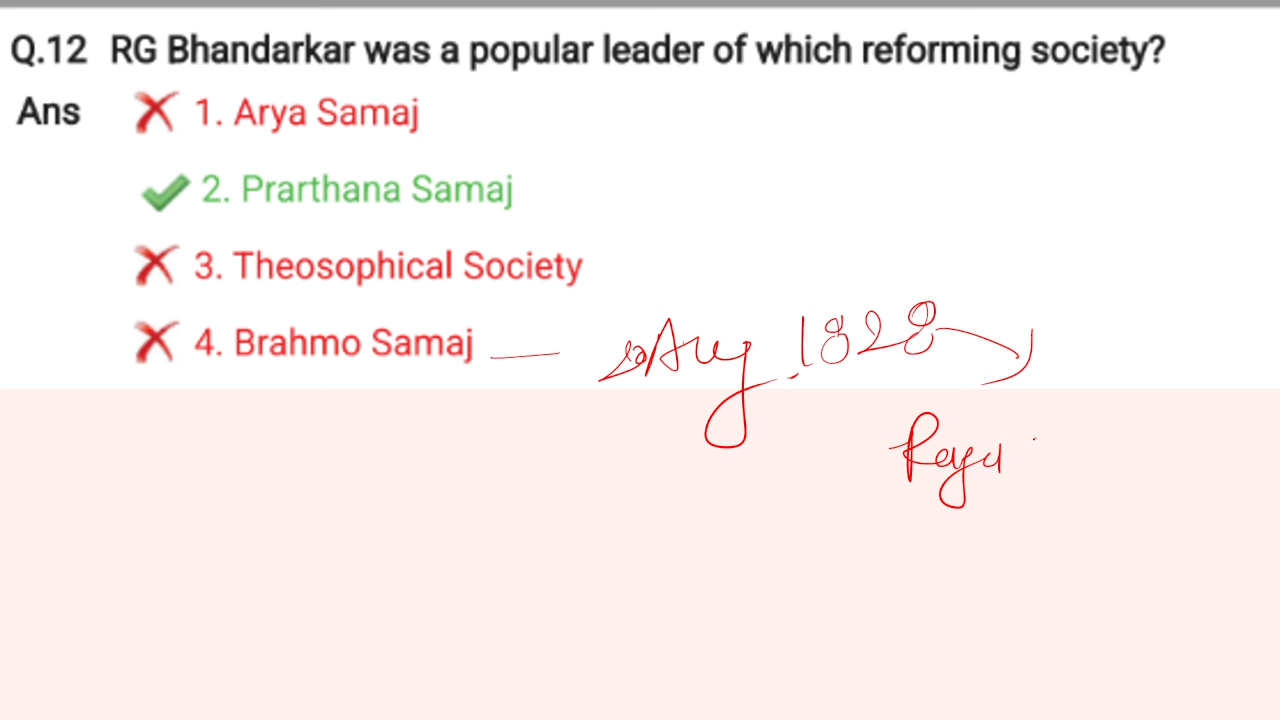 Q.12 RG Bhandarkar was a popular leader of which reforming society?
Ans 1. Arya Samaj
2. Prarthana Samaj
3. Theosophical Society
4. Brahmo Samaj — Aug 1828